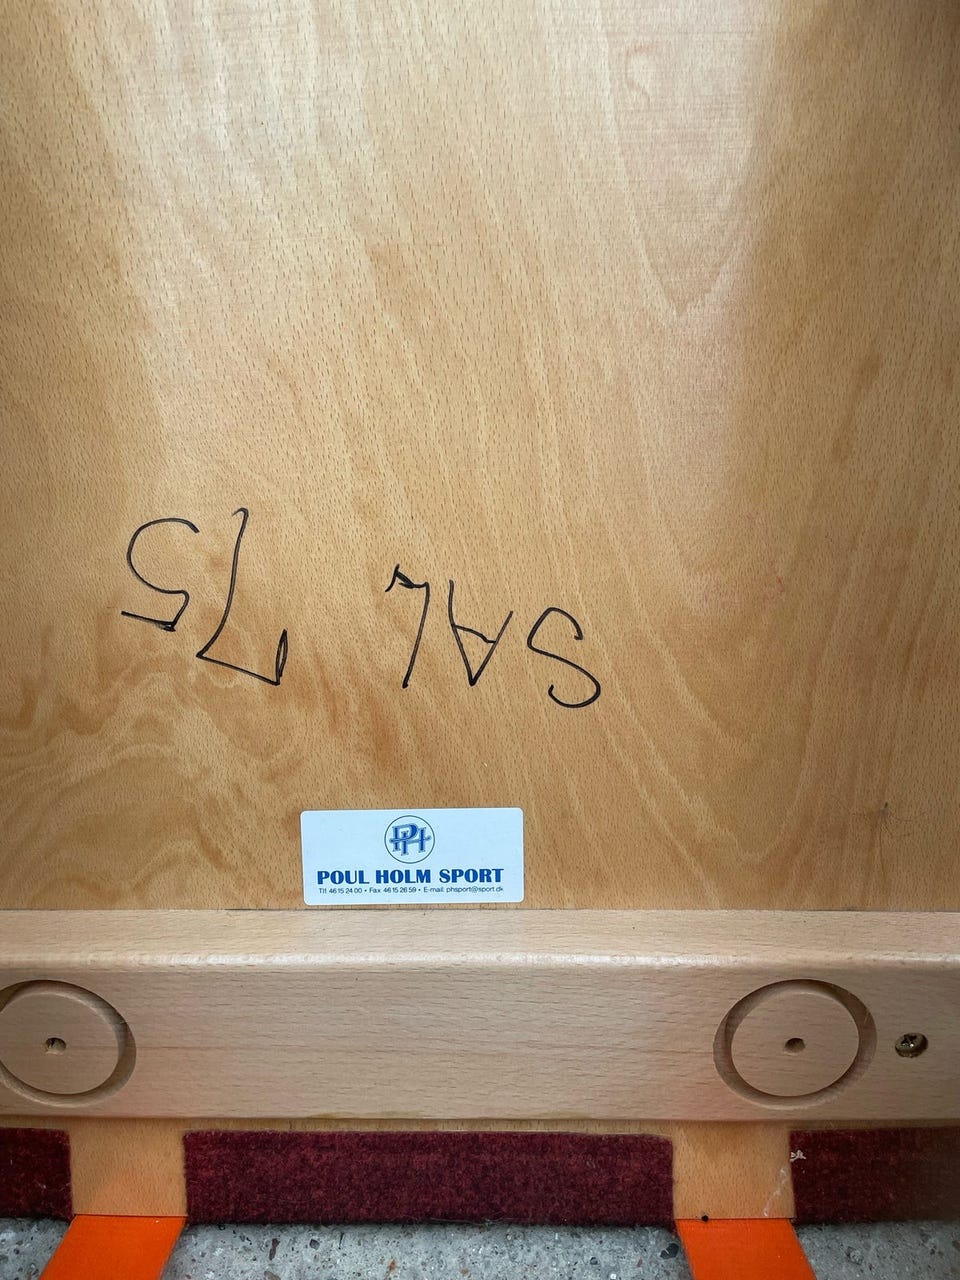 SAL 75
PH
POUL HOLM SPORT
Tlf. 46 15 24 00 • Fax 46 15 26 59 • E-mail: phsport@sport.dk